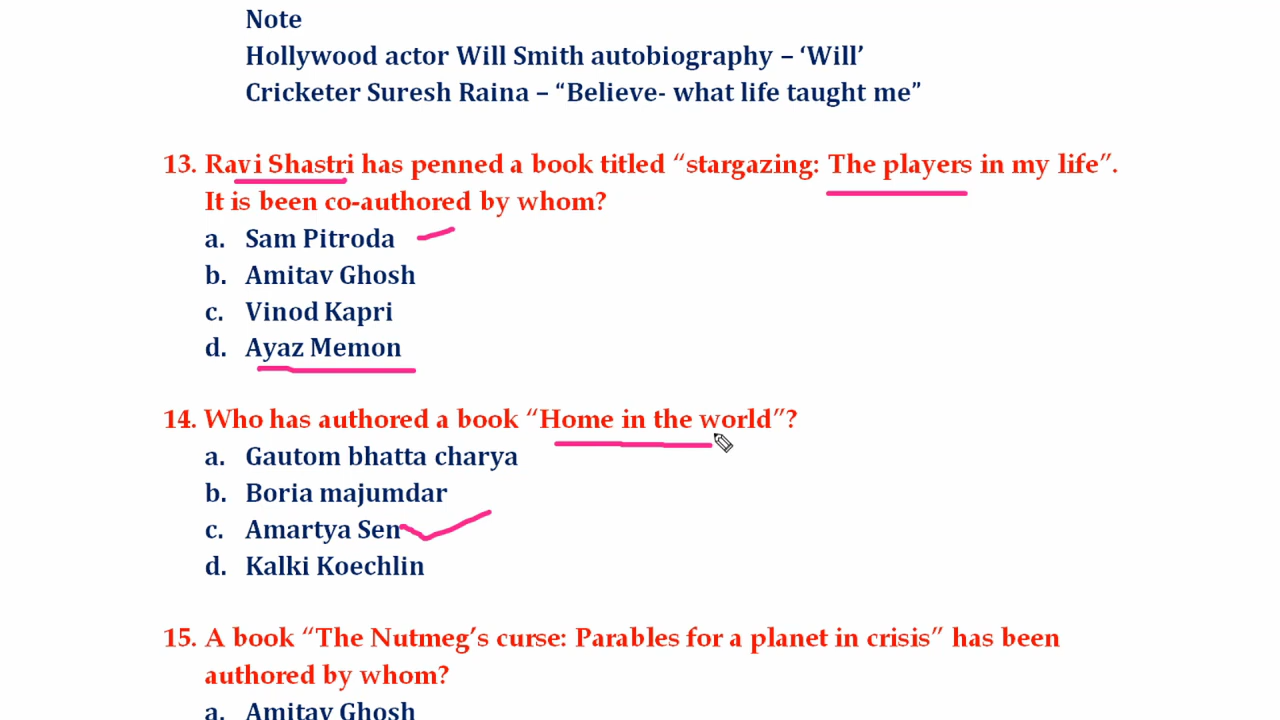 Note
Hollywood actor Will Smith autobiography – ‘Will’
Cricketer Suresh Raina – “Believe- what life taught me”
13. Ravi Shastri has penned a book titled “stargazing: The players in my life”.
It is been co-authored by whom?
a. Sam Pitroda
b. Amitav Ghosh
c. Vinod Kapri
d. Ayaz Memon
14. Who has authored a book “Home in the world”?
a. Gautom bhatta charya
b. Boria majumdar
c. Amartya Sen
d. Kalki Koechlin
15. A book “The Nutmeg’s curse: Parables for a planet in crisis” has been
authored by whom?
a. Amitav Ghosh